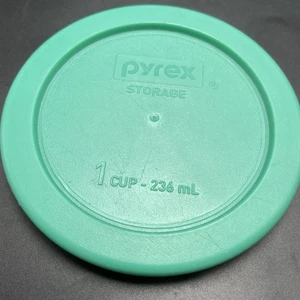 pyrex®
STORAGE
1 CUP - 236 mL